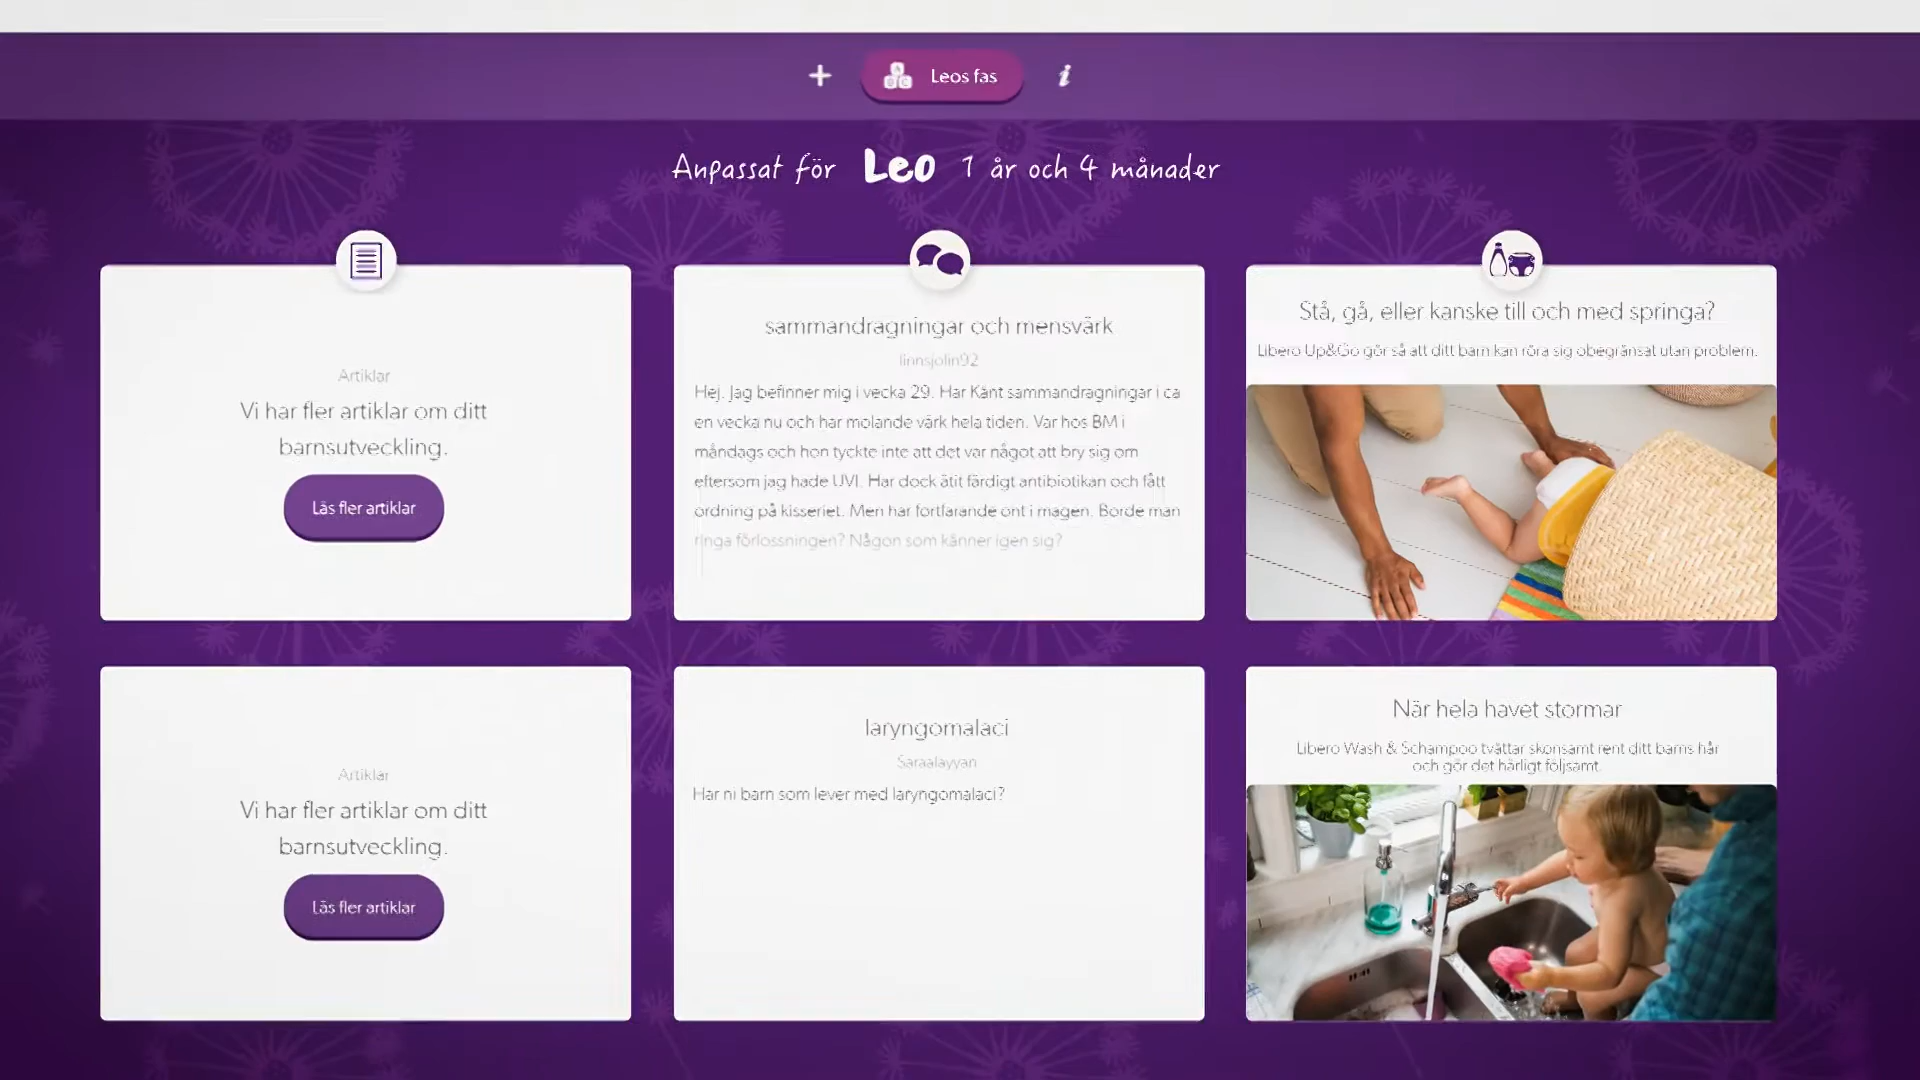 Leos fas
Anpassat för Leo 1 år och 4 månader
Artiklar
Vi har fler artiklar om ditt
barnsutveckling.
Läs fler artiklar
sammandragningar och mensvärk
linnsjolin92
Hej. Jag befinner mig i vecka 29. Har Känt sammandragningar i ca
en vecka nu och har molande värk hela tiden. Var hos BM i
måndags och hon tyckte inte att det var något att bry sig om
eftersom jag hade UVI. Har dock ätit färdigt antibiotikan och fått
ordning på kisseriet. Men har fortfarande ont i magen. Borde man
ringa förlossningen? Någon som känner igen sig?
Stå, gå, eller kanske till och med springa?
Libero Up&Go gör så att ditt barn kan röra sig obegränsat utan problem.
Artiklar
Vi har fler artiklar om ditt
barnsutveckling.
Läs fler artiklar
laryngomalaci
Saraalayyan
Har ni barn som lever med laryngomalaci?
När hela havet stormar
Libero Wash & Schampoo tvättar skonsamt rent ditt barns hår
och gör det härligt följsamt.